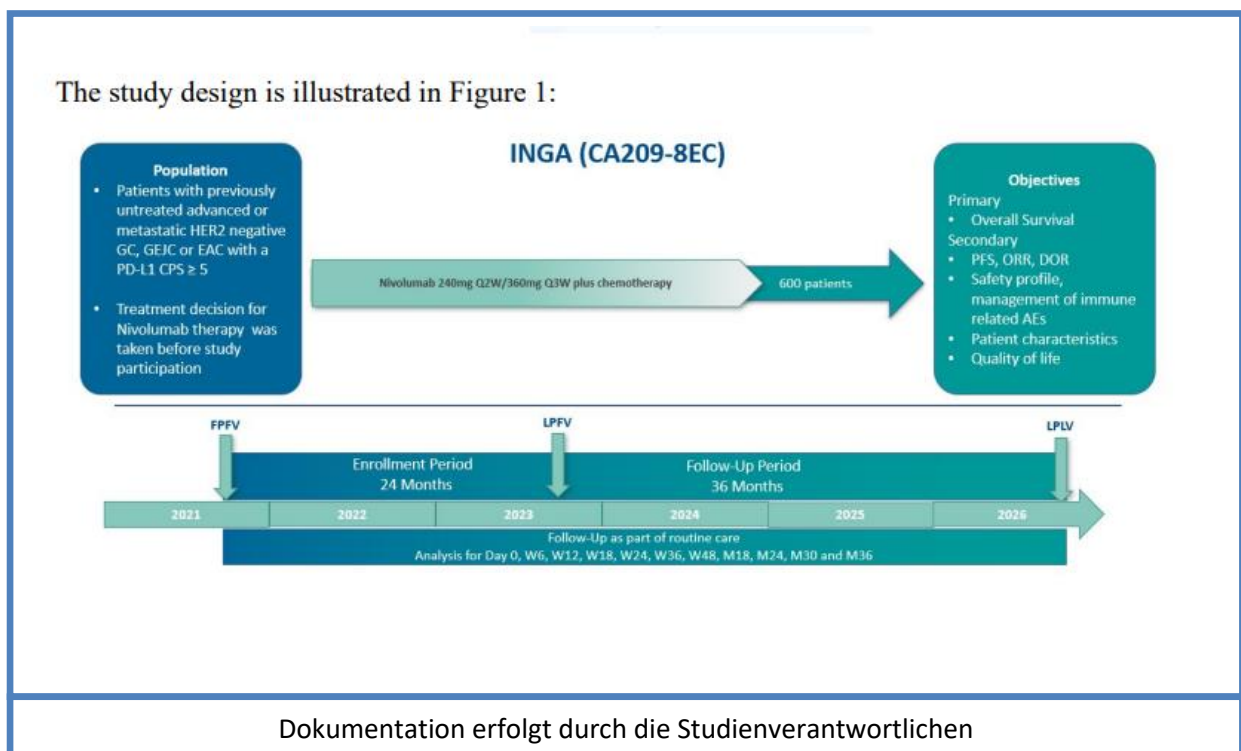 The study design is illustrated in Figure 1:
INGA (CA209-8EC)
Population
• Patients with previously
untreated advanced or
metastatic HER2 negative
GC, GEJC or EAC with a
PD-L1 CPS ≥ 5
• Treatment decision for
Nivolumab therapy was
taken before study
participation
Nivolumab 240mg Q2W/360mg Q3W plus chemotherapy
600 patients
Objectives
Primary
• Overall Survival
Secondary
• PFS, ORR, DOR
• Safety profile,
management of immune
related AEs
• Patient characteristics
• Quality of life
FPFV
LPFV
LPLV
Enrollment Period
24 Months
Follow-Up Period
36 Months
2021
2022
2023
2024
2025
2026
Follow-Up as part of routine care
Analysis for Day 0, W6, W12, W18, W24, W36, W48, M18, M24, M30 and M36
Dokumentation erfolgt durch die Studienverantwortlichen